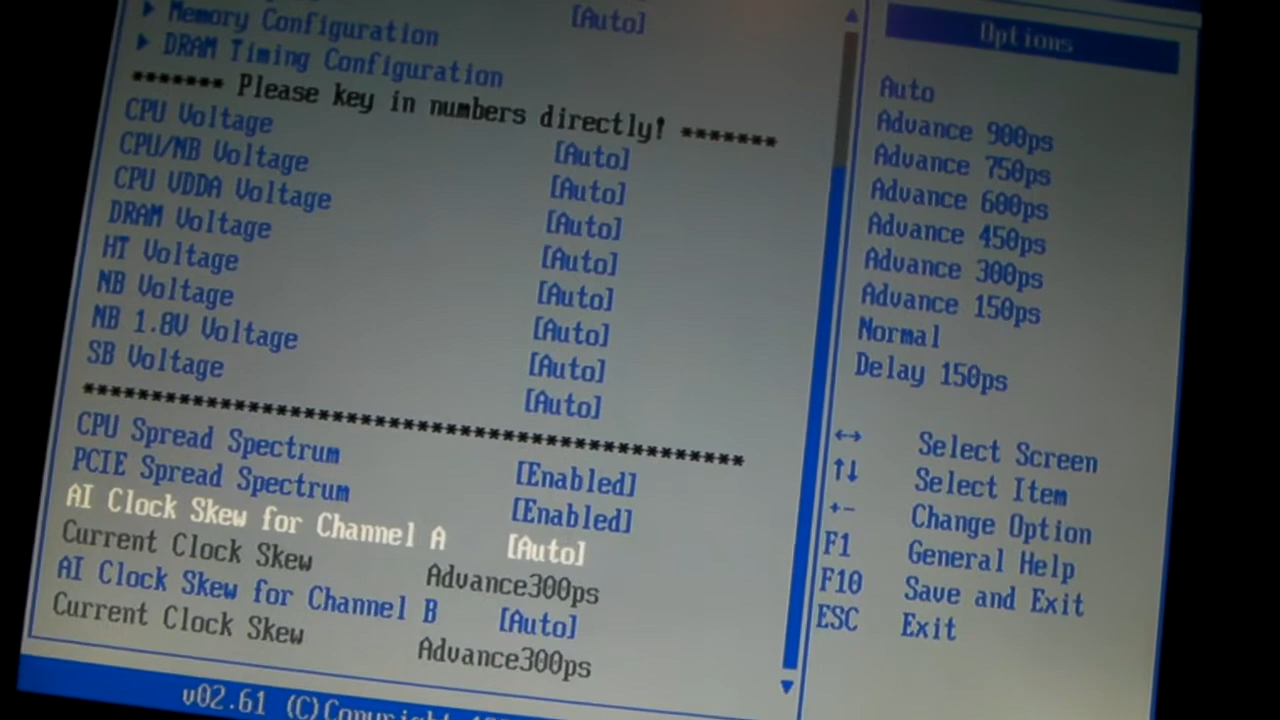 [Auto]
Memory Configuration
DRAM Timing Configuration
******* Please key in numbers directly! *******
CPU Voltage [Auto]
CPU/NB Voltage [Auto]
CPU VDDA Voltage [Auto]
DRAM Voltage [Auto]
HT Voltage [Auto]
NB Voltage [Auto]
NB 1.8V Voltage [Auto]
SB Voltage [Auto]
**************************************************
CPU Spread Spectrum [Enabled]
PCIE Spread Spectrum [Enabled]
AI Clock Skew for Channel A [Auto]
Current Clock Skew Advance300ps
AI Clock Skew for Channel B [Auto]
Current Clock Skew Advance300ps
Options
Auto
Advance 900ps
Advance 750ps
Advance 600ps
Advance 450ps
Advance 300ps
Advance 150ps
Normal
Delay 150ps
↔ Select Screen
↑↓ Select Item
+- Change Option
F1 General Help
F10 Save and Exit
ESC Exit
v02.61 (C)Copyright